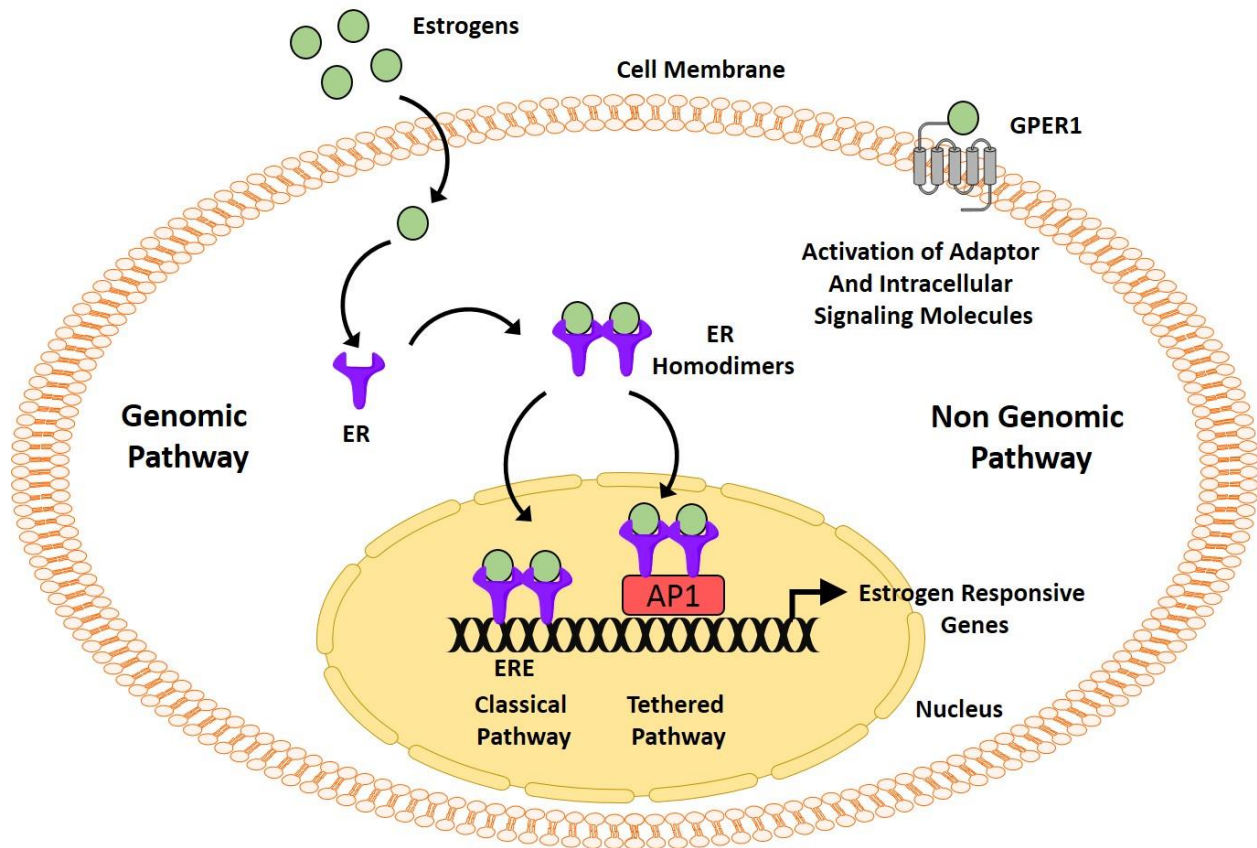 Estrogens
Cell Membrane
GPER1
Activation of Adaptor
And Intracellular
Signaling Molecules
ER
Homodimers
Genomic
Pathway
ER
Non Genomic
Pathway
AP1
Estrogen Responsive
Genes
ERE
Classical
Pathway
Tethered
Pathway
Nucleus